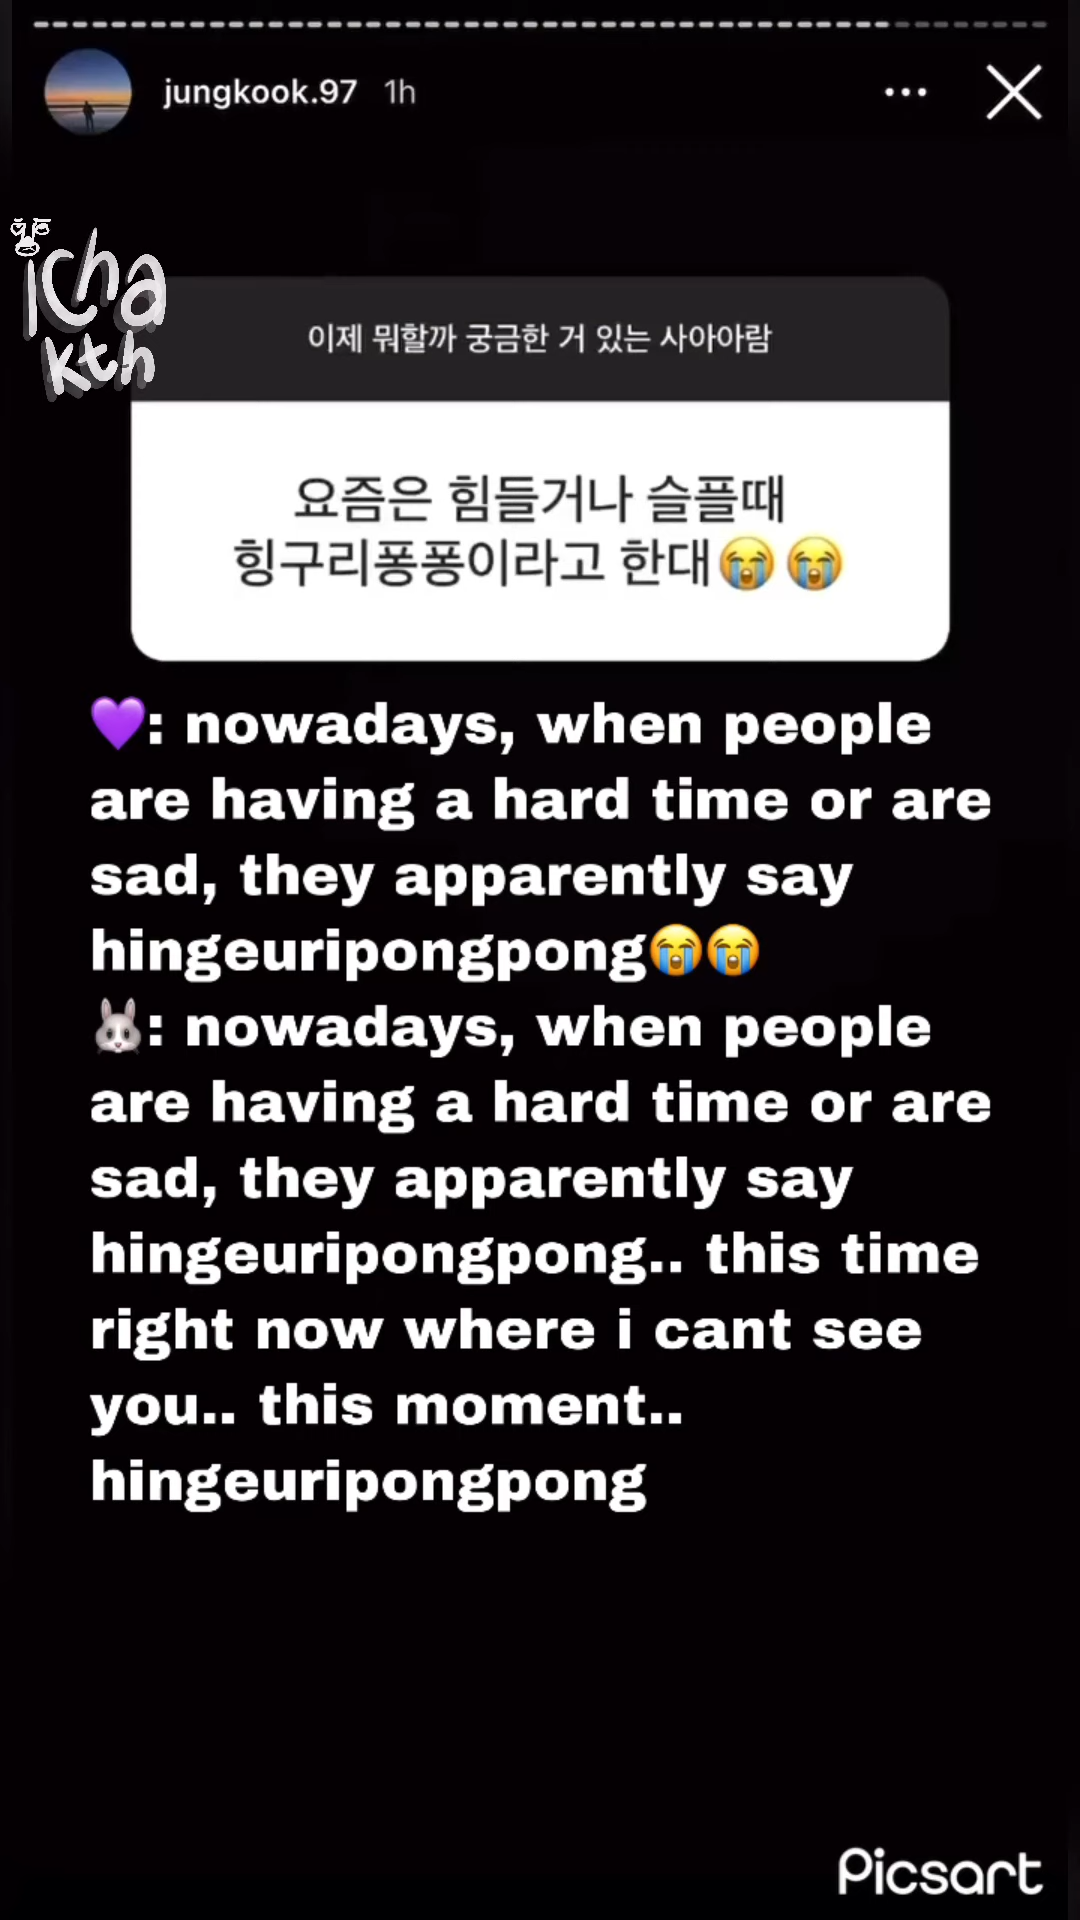 jungkook.97 1h
icha
kth
이제 뭐할까 궁금한 거 있는 사아아람
요즘은 힘들거나 슬플때
힝구리퐁퐁이라고 한대😭😭
💜: nowadays, when people
are having a hard time or are
sad, they apparently say
hingeuripongpong😭😭
🐰: nowadays, when people
are having a hard time or are
sad, they apparently say
hingeuripongpong.. this time
right now where i cant see
you.. this moment..
hingeuripongpong
Picsart